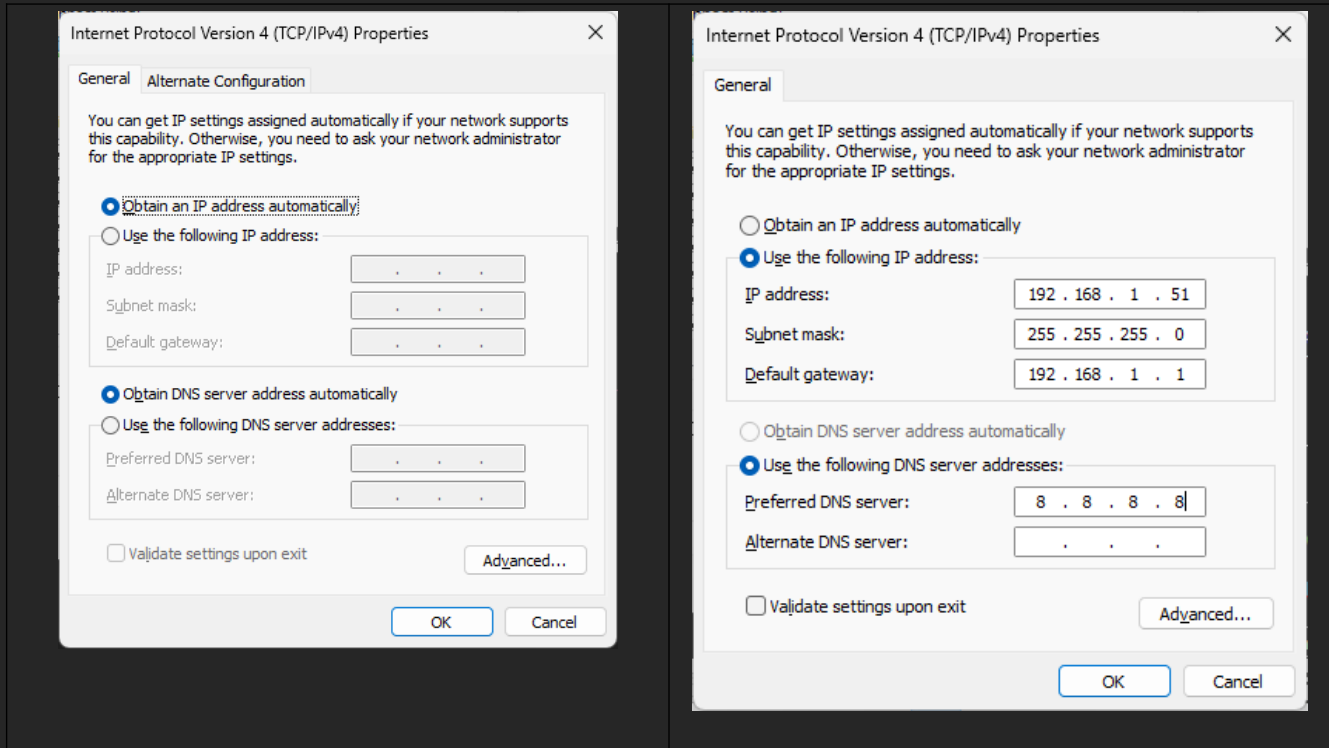 Internet Protocol Version 4 (TCP/IPv4) Properties
General
Alternate Configuration
You can get IP settings assigned automatically if your network supports
this capability. Otherwise, you need to ask your network administrator
for the appropriate IP settings.
Obtain an IP address automatically
Use the following IP address:
IP address:
. . .
Subnet mask:
. . .
Default gateway:
. . .
Obtain DNS server address automatically
Use the following DNS server addresses:
Preferred DNS server:
. . .
Alternate DNS server:
. . .
Validate settings upon exit
Advanced...
OK
Cancel
Internet Protocol Version 4 (TCP/IPv4) Properties
General
You can get IP settings assigned automatically if your network supports
this capability. Otherwise, you need to ask your network administrator
for the appropriate IP settings.
Obtain an IP address automatically
Use the following IP address:
IP address:
192 . 168 . 1 . 51
Subnet mask:
255 . 255 . 255 . 0
Default gateway:
192 . 168 . 1 . 1
Obtain DNS server address automatically
Use the following DNS server addresses:
Preferred DNS server:
8 . 8 . 8 . 8
Alternate DNS server:
. . .
Validate settings upon exit
Advanced...
OK
Cancel